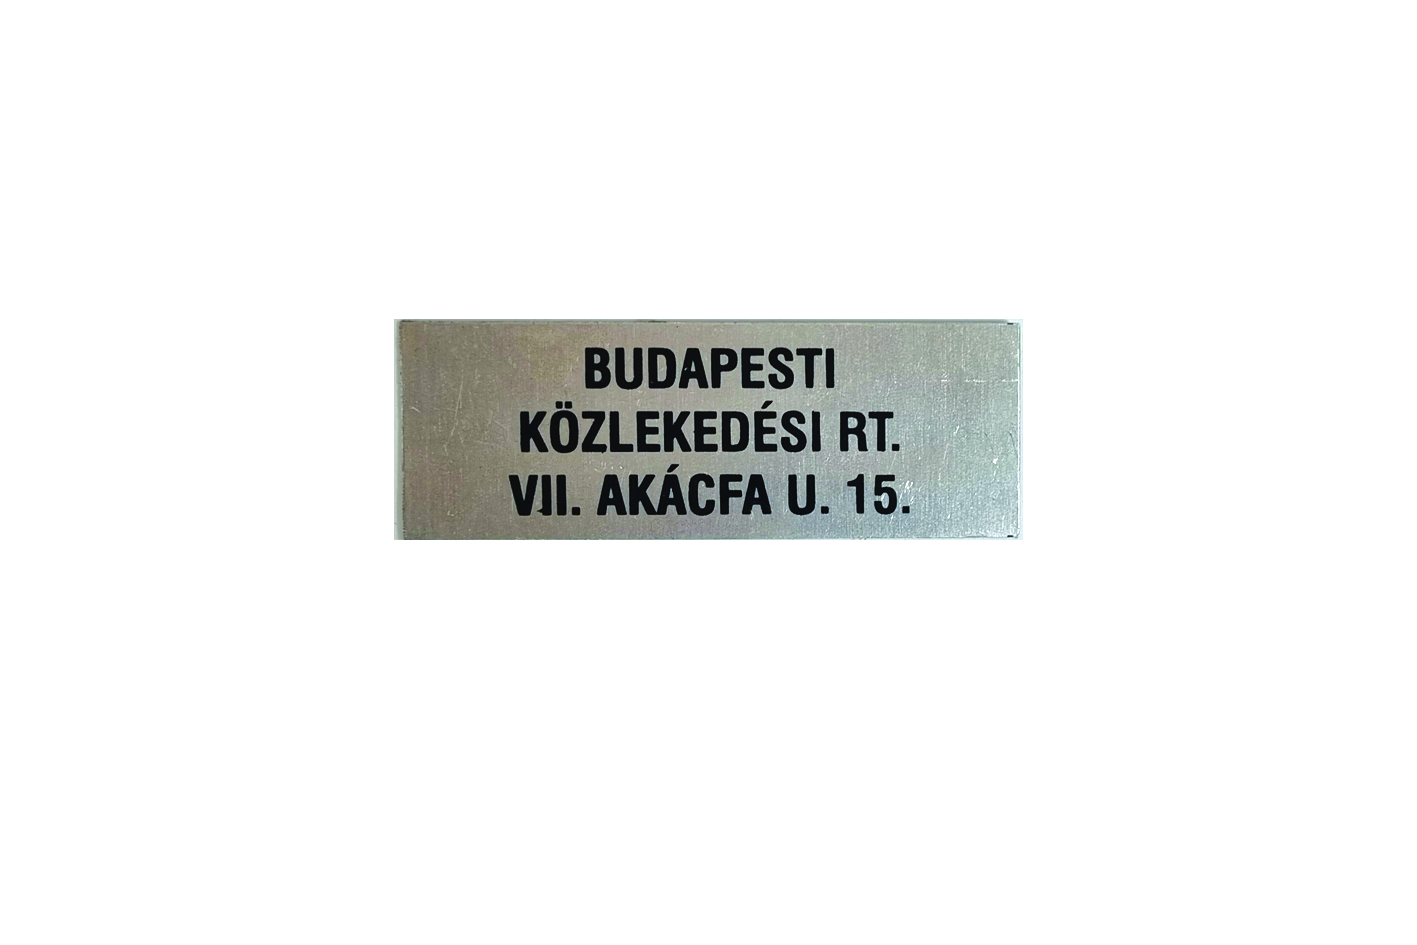 BUDAPESTI
KÖZLEKEDÉSI RT.
VII. AKÁCFA U. 15.